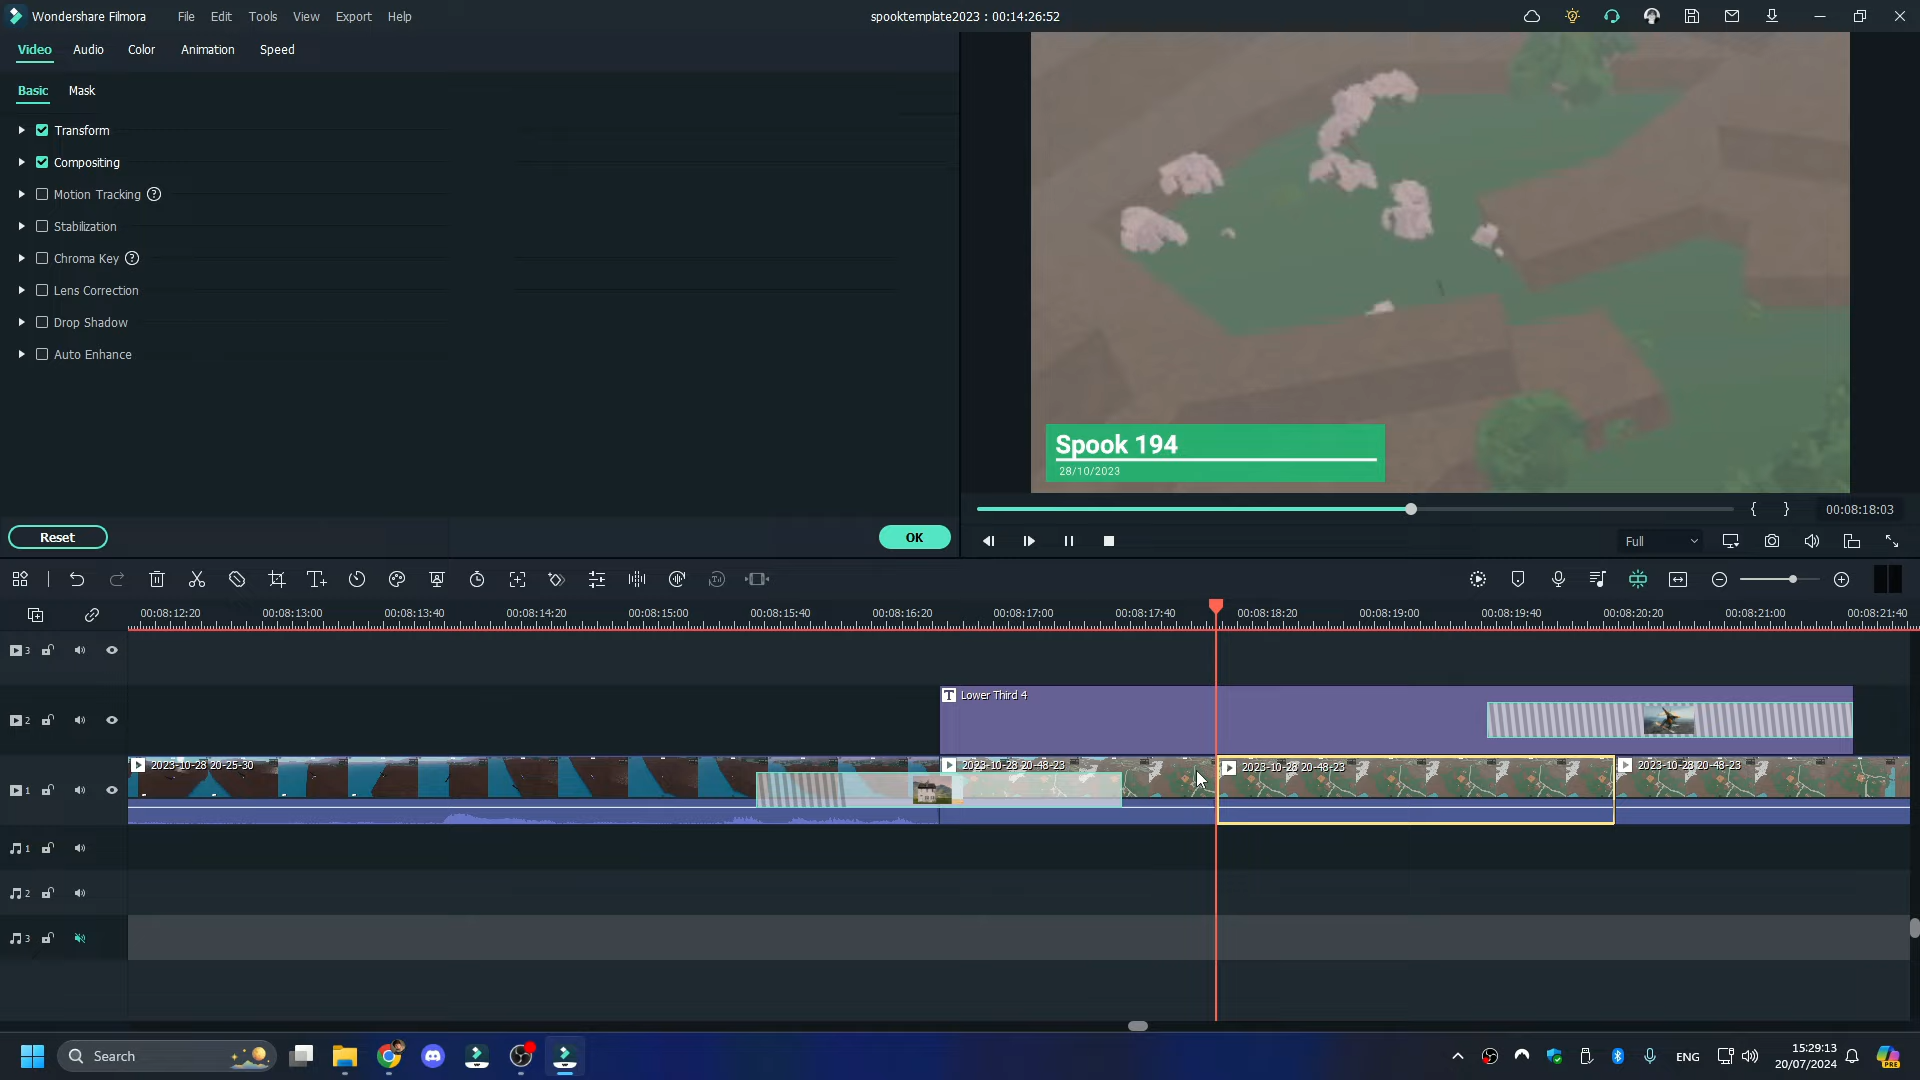 Wondershare Filmora File Edit Tools View Export Help spooktemplate2023 : 00:14:26:52
Video Audio Color Animation Speed
Basic Mask
Transform
Compositing
Motion Tracking ?
Stabilization
Chroma Key ?
Lens Correction
Drop Shadow
Auto Enhance
Reset OK
Spook 194
28/10/2023
{ } 00:08:18:03
Full
00:08:12:20 00:08:13:00 00:08:13:40 00:08:14:20 00:08:15:00 00:08:15:40 00:08:16:20 00:08:17:00 00:08:17:40 00:08:18:20 00:08:19:00 00:08:19:40 00:08:20:20 00:08:21:00 00:08:21:40
3
2 T Lower Third 4
1 2023-10-28 20-25-30 2023-10-28 20-48-23 2023-10-28 20-48-23 2023-10-28 20-48-23
1
2
3
Search ENG 15:29:13
20/07/2024
PRE